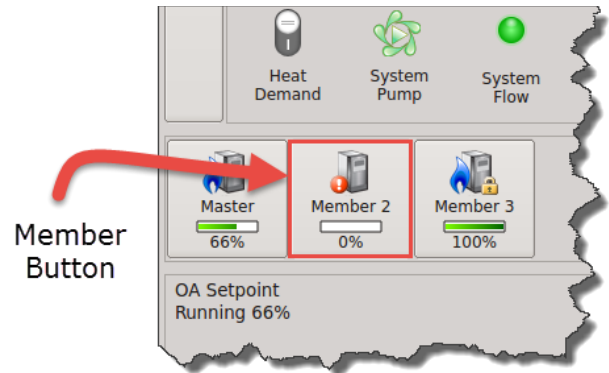 Heat
Demand
System
Pump
System
Flow
Master
66%
Member 2
0%
Member 3
100%
Member
Button
OA Setpoint
Running 66%